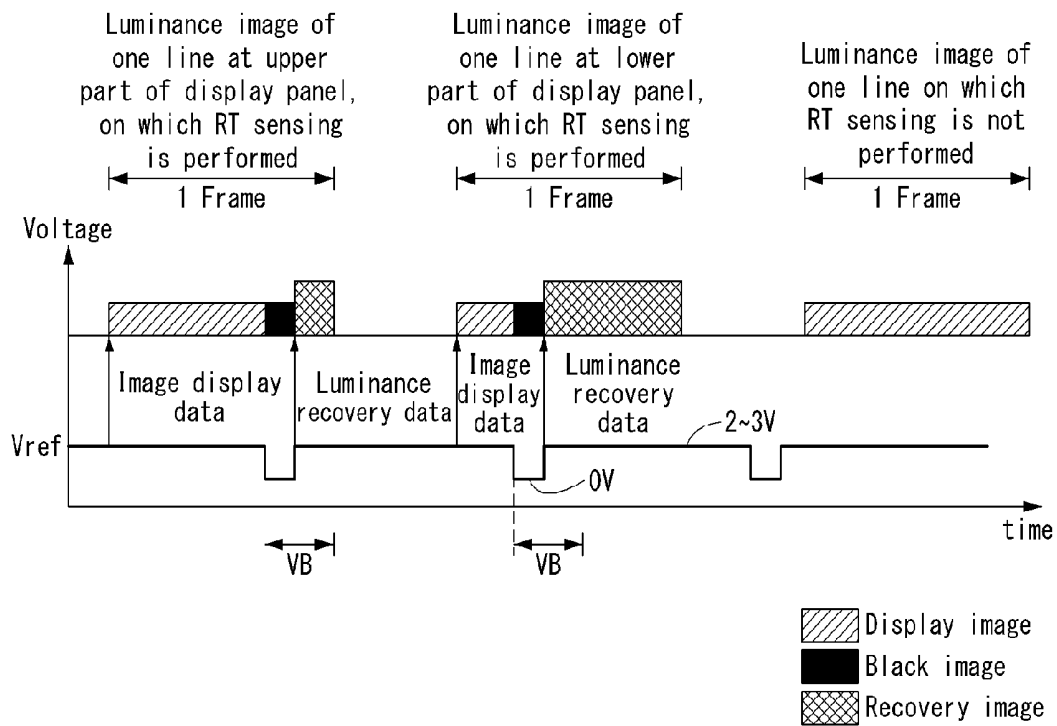 Luminance image of
one line at upper
part of display panel,
on which RT sensing
is performed
Luminance image of
one line at lower
part of display panel,
on which RT sensing
is performed
Luminance image of
one line on which
RT sensing is not
performed
1 Frame
1 Frame
1 Frame
Voltage
Image display
data
Luminance
recovery data
Image
display
data
Luminance
recovery
data
Vref
2~3V
0V
time
VB
VB
Display image
Black image
Recovery image